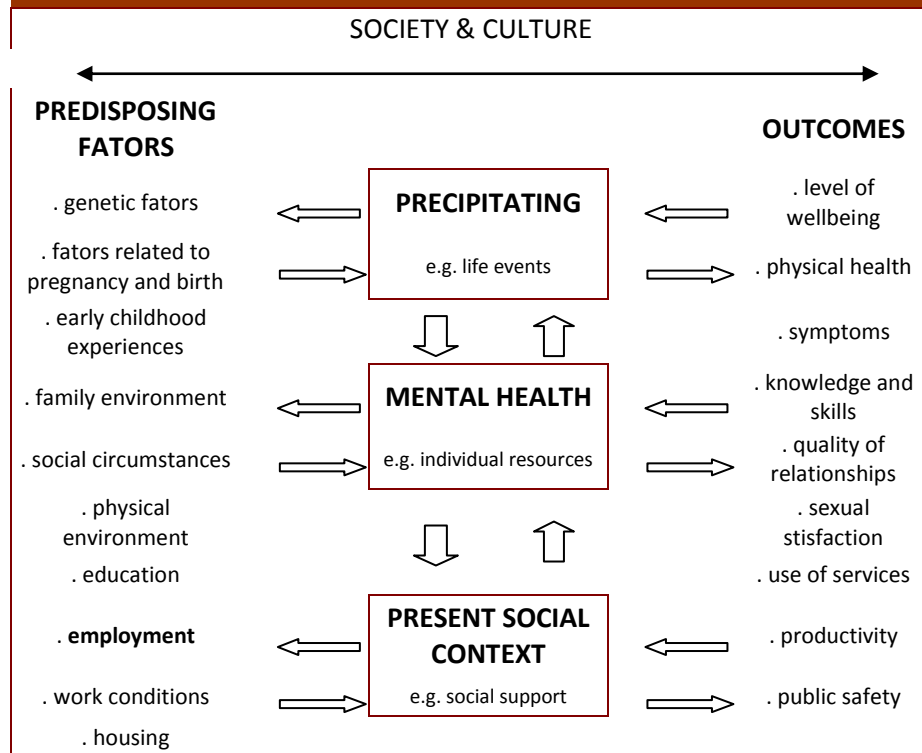 SOCIETY & CULTURE
PREDISPOSING
FATORS
. genetic fators
. fators related to
pregnancy and birth
. early childhood
experiences
. family environment
. social circumstances
. physical
environment
. education
. employment
. work conditions
. housing
PRECIPITATING
e.g. life events
MENTAL HEALTH
e.g. individual resources
PRESENT SOCIAL
CONTEXT
e.g. social support
OUTCOMES
. level of
wellbeing
. physical health
. symptoms
. knowledge and
skills
. quality of
relationships
. sexual
stisfaction
. use of services
. productivity
. public safety